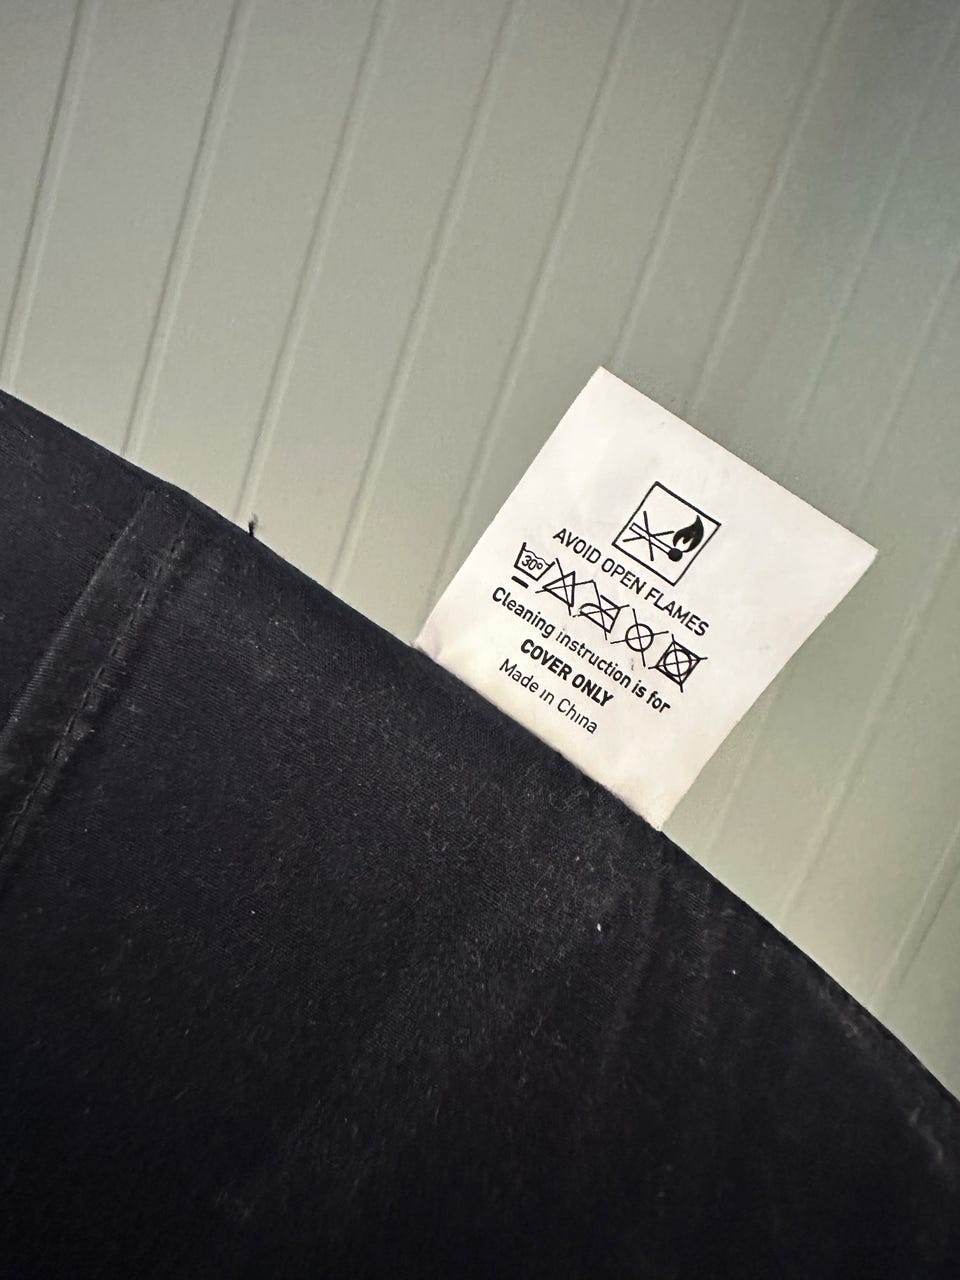 AVOID OPEN FLAMES
30°
Cleaning instruction is for
COVER ONLY
Made in China